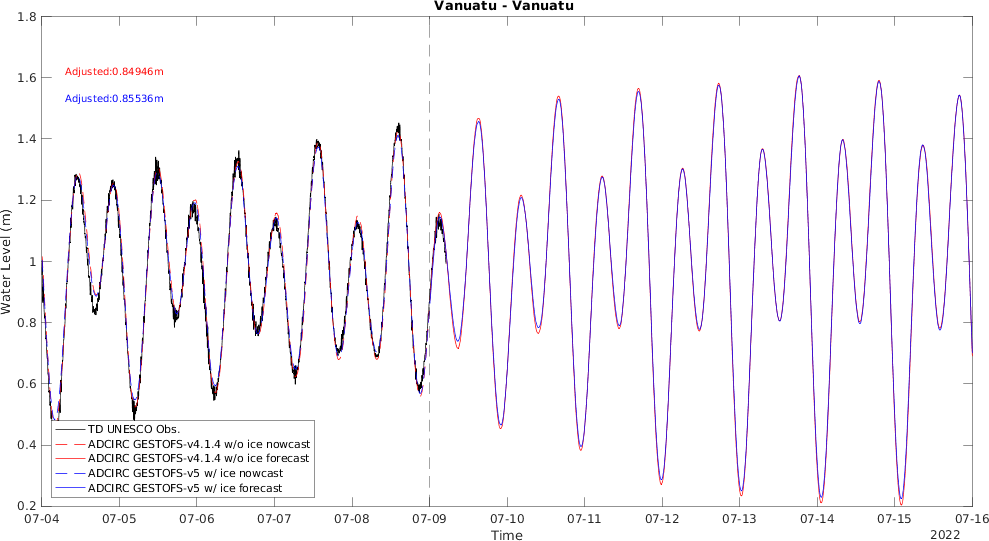 Vanuatu - Vanuatu
1.8
1.6
1.4
1.2
1
0.8
0.6
0.4
0.2
Water Level (m)
Adjusted:0.84946m
Adjusted:0.85536m
TD UNESCO Obs.
ADCIRC GESTOFS-v4.1.4 w/o ice nowcast
ADCIRC GESTOFS-v4.1.4 w/o ice forecast
ADCIRC GESTOFS-v5 w/ ice nowcast
ADCIRC GESTOFS-v5 w/ ice forecast
07-04 07-05 07-06 07-07 07-08 07-09 07-10 07-11 07-12 07-13 07-14 07-15 07-16
Time
2022